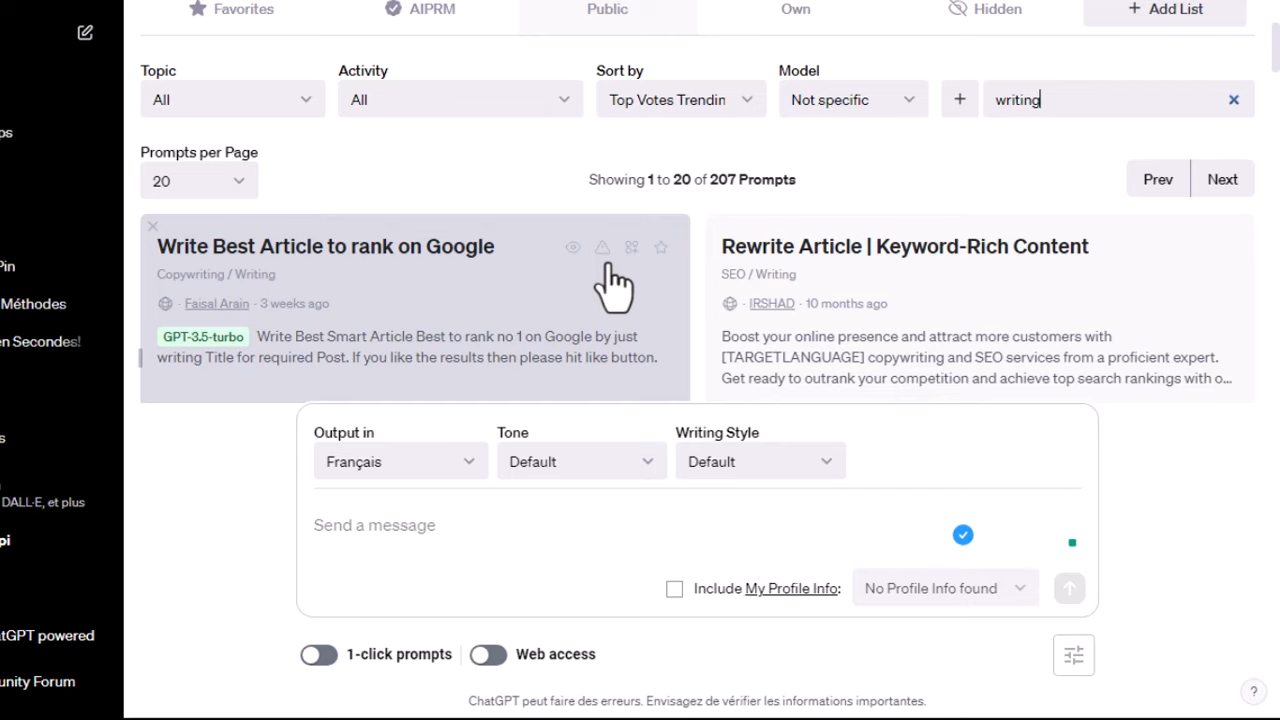 Favorites
AIPRM
Public
Own
Hidden
+ Add List
Topic
Activity
Sort by
Model
All
All
Top Votes Trendin
Not specific
+
writing
Prompts per Page
20
Showing 1 to 20 of 207 Prompts
Prev
Next
Write Best Article to rank on Google
Copywriting / Writing
· Faisal Arain · 3 weeks ago
GPT-3.5-turbo Write Best Smart Article Best to rank no 1 on Google by just
writing Title for required Post. If you like the results then please hit like button.
Rewrite Article | Keyword-Rich Content
SEO / Writing
· IRSHAD · 10 months ago
Boost your online presence and attract more customers with
[TARGETLANGUAGE] copywriting and SEO services from a proficient expert.
Get ready to outrank your competition and achieve top search rankings with o...
ps
Pin
Méthodes
en Secondes!
s
DALL·E, et plus
pi
atGPT powered
unity Forum
Output in
Tone
Writing Style
Français
Default
Default
Send a message
Include My Profile Info:
No Profile Info found
1-click prompts
Web access
ChatGPT peut faire des erreurs. Envisagez de vérifier les informations importantes.
?